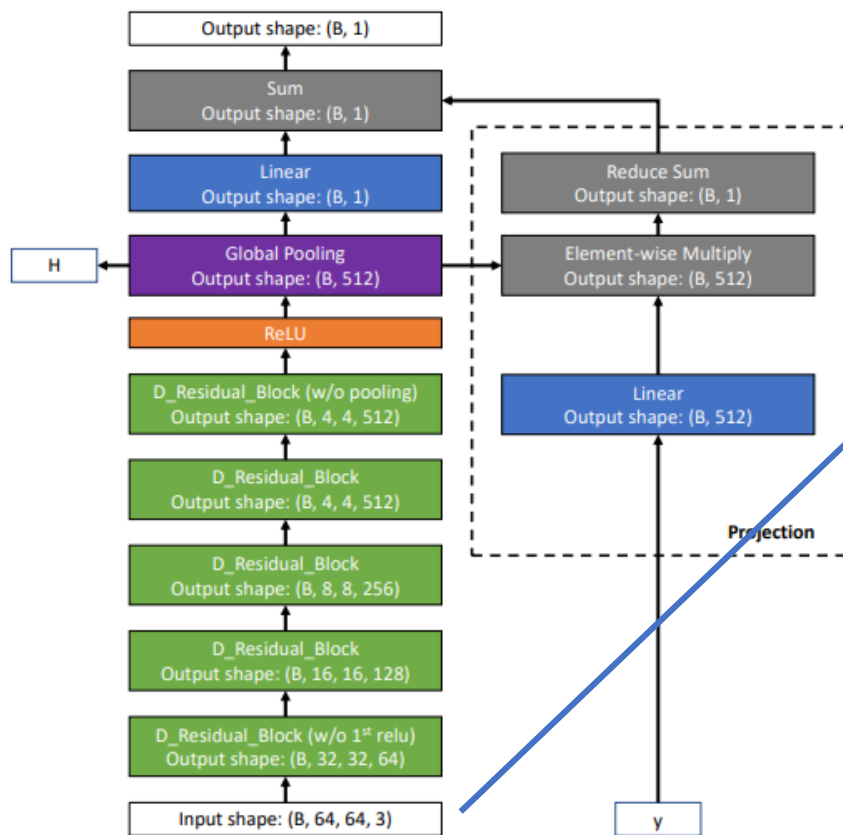 Output shape: (B, 1)
Sum
Output shape: (B, 1)
Linear
Output shape: (B, 1)
H
Global Pooling
Output shape: (B, 512)
ReLU
D_Residual_Block (w/o pooling)
Output shape: (B, 4, 4, 512)
D_Residual_Block
Output shape: (B, 4, 4, 512)
D_Residual_Block
Output shape: (B, 8, 8, 256)
D_Residual_Block
Output shape: (B, 16, 16, 128)
D_Residual_Block (w/o 1st relu)
Output shape: (B, 32, 32, 64)
Input shape: (B, 64, 64, 3)
Reduce Sum
Output shape: (B, 1)
Element-wise Multiply
Output shape: (B, 512)
Linear
Output shape: (B, 512)
Projection
y